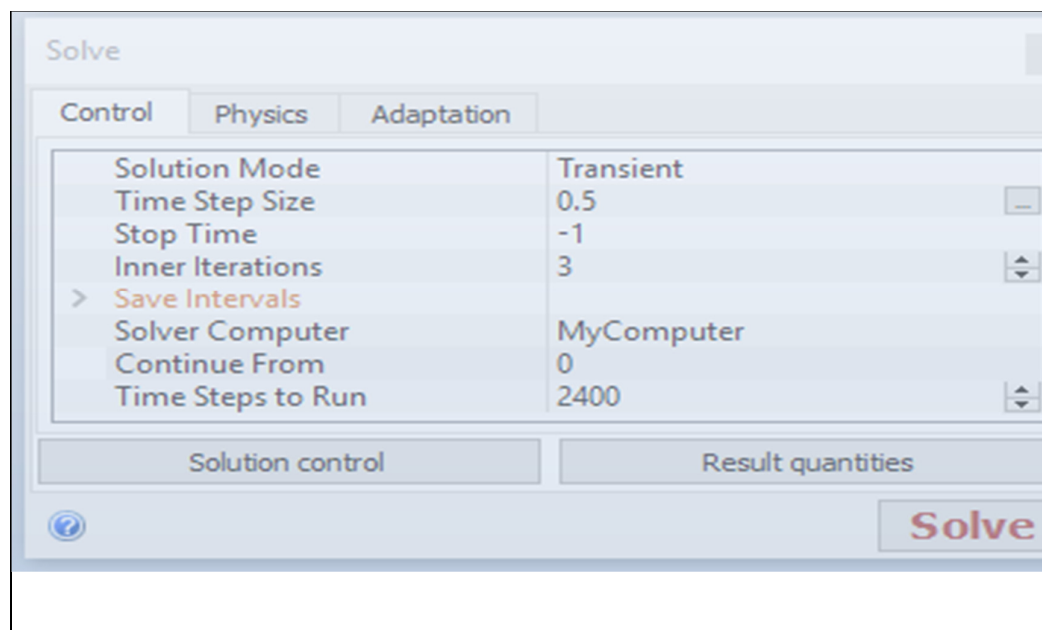 Solve
Control Physics Adaptation
Solution Mode Transient
Time Step Size 0.5 ...
Stop Time -1
Inner Iterations 3
> Save Intervals
Solver Computer MyComputer
Continue From 0
Time Steps to Run 2400
Solution control Result quantities
? Solve